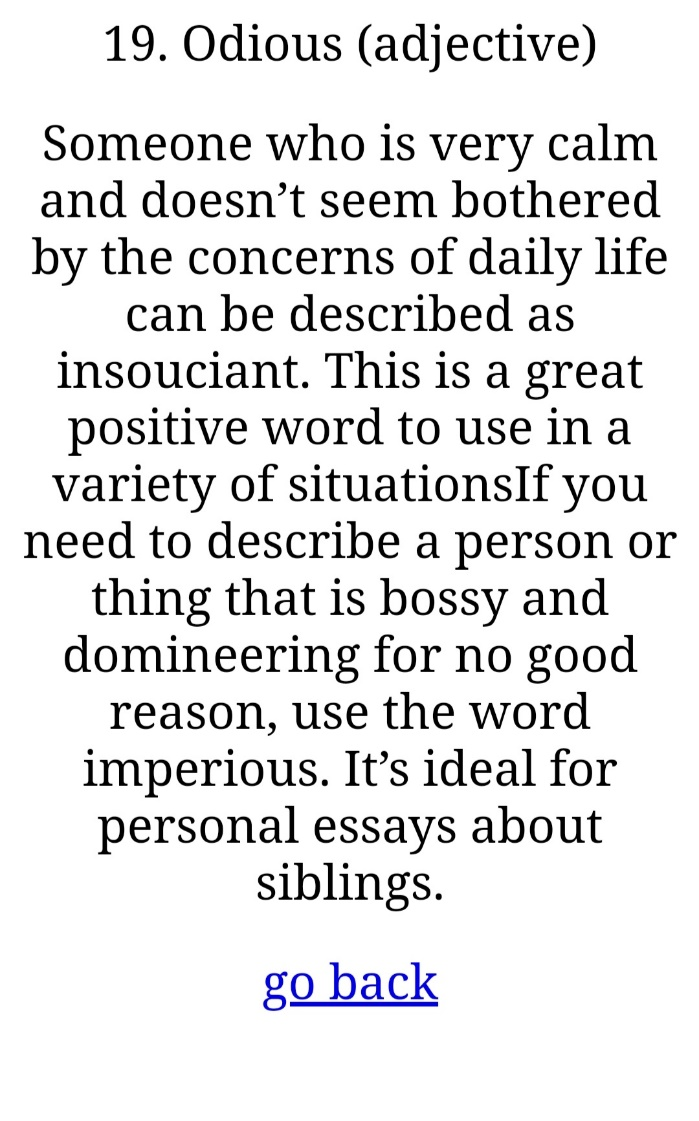 19. Odious (adjective)
Someone who is very calm
and doesn’t seem bothered
by the concerns of daily life
can be described as
insouciant. This is a great
positive word to use in a
variety of situationsIf you
need to describe a person or
thing that is bossy and
domineering for no good
reason, use the word
imperious. It’s ideal for
personal essays about
siblings.
go back